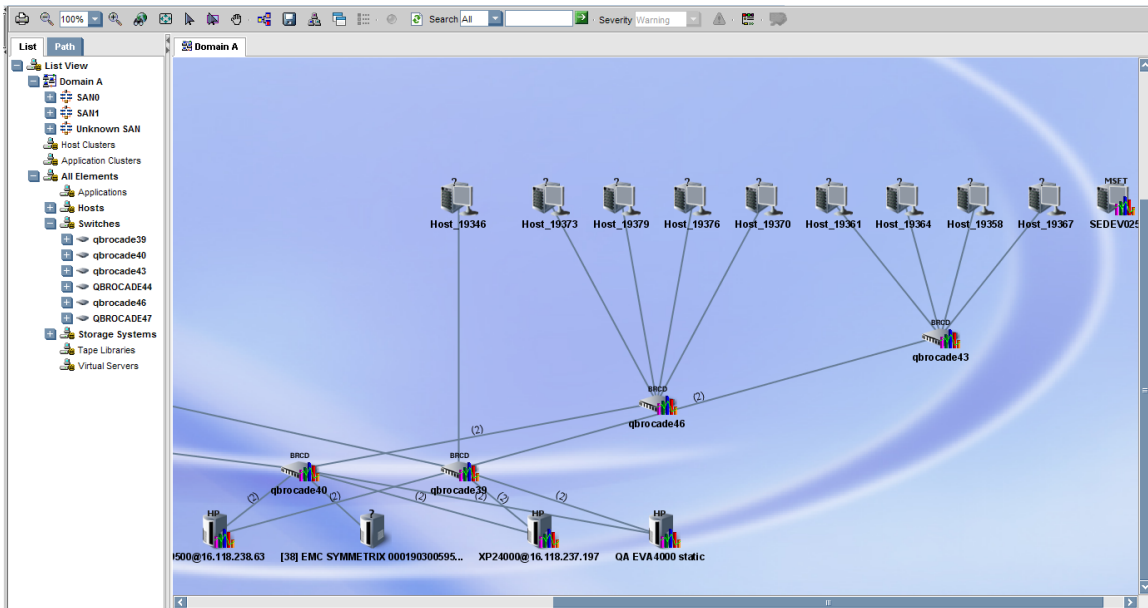 100%
Search All
Severity Warning
List Path
Domain A
List View
Domain A
SAN0
SAN1
Unknown SAN
Host Clusters
Application Clusters
All Elements
Applications
Hosts
Switches
qbrocade39
qbrocade40
qbrocade43
QBROCADE44
qbrocade46
QBROCADE47
Storage Systems
Tape Libraries
Virtual Servers
? ? ? ? ? ? ? ? ? MSFT
Host_19346 Host_19373 Host_19379 Host_19376 Host_19370 Host_19361 Host_19364 Host_19358 Host_19367 SEDEV025
BRCD
qbrocade43
BRCD
(2)
qbrocade46
(2)
BRCD BRCD
qbrocade40 qbrocade39
(2) (2) (2) (2) (2)
HP ? HP HP
0500@16.118.238.63 [38] EMC SYMMETRIX 000190300595... XP24000@16.118.237.197 QA EVA4000 static